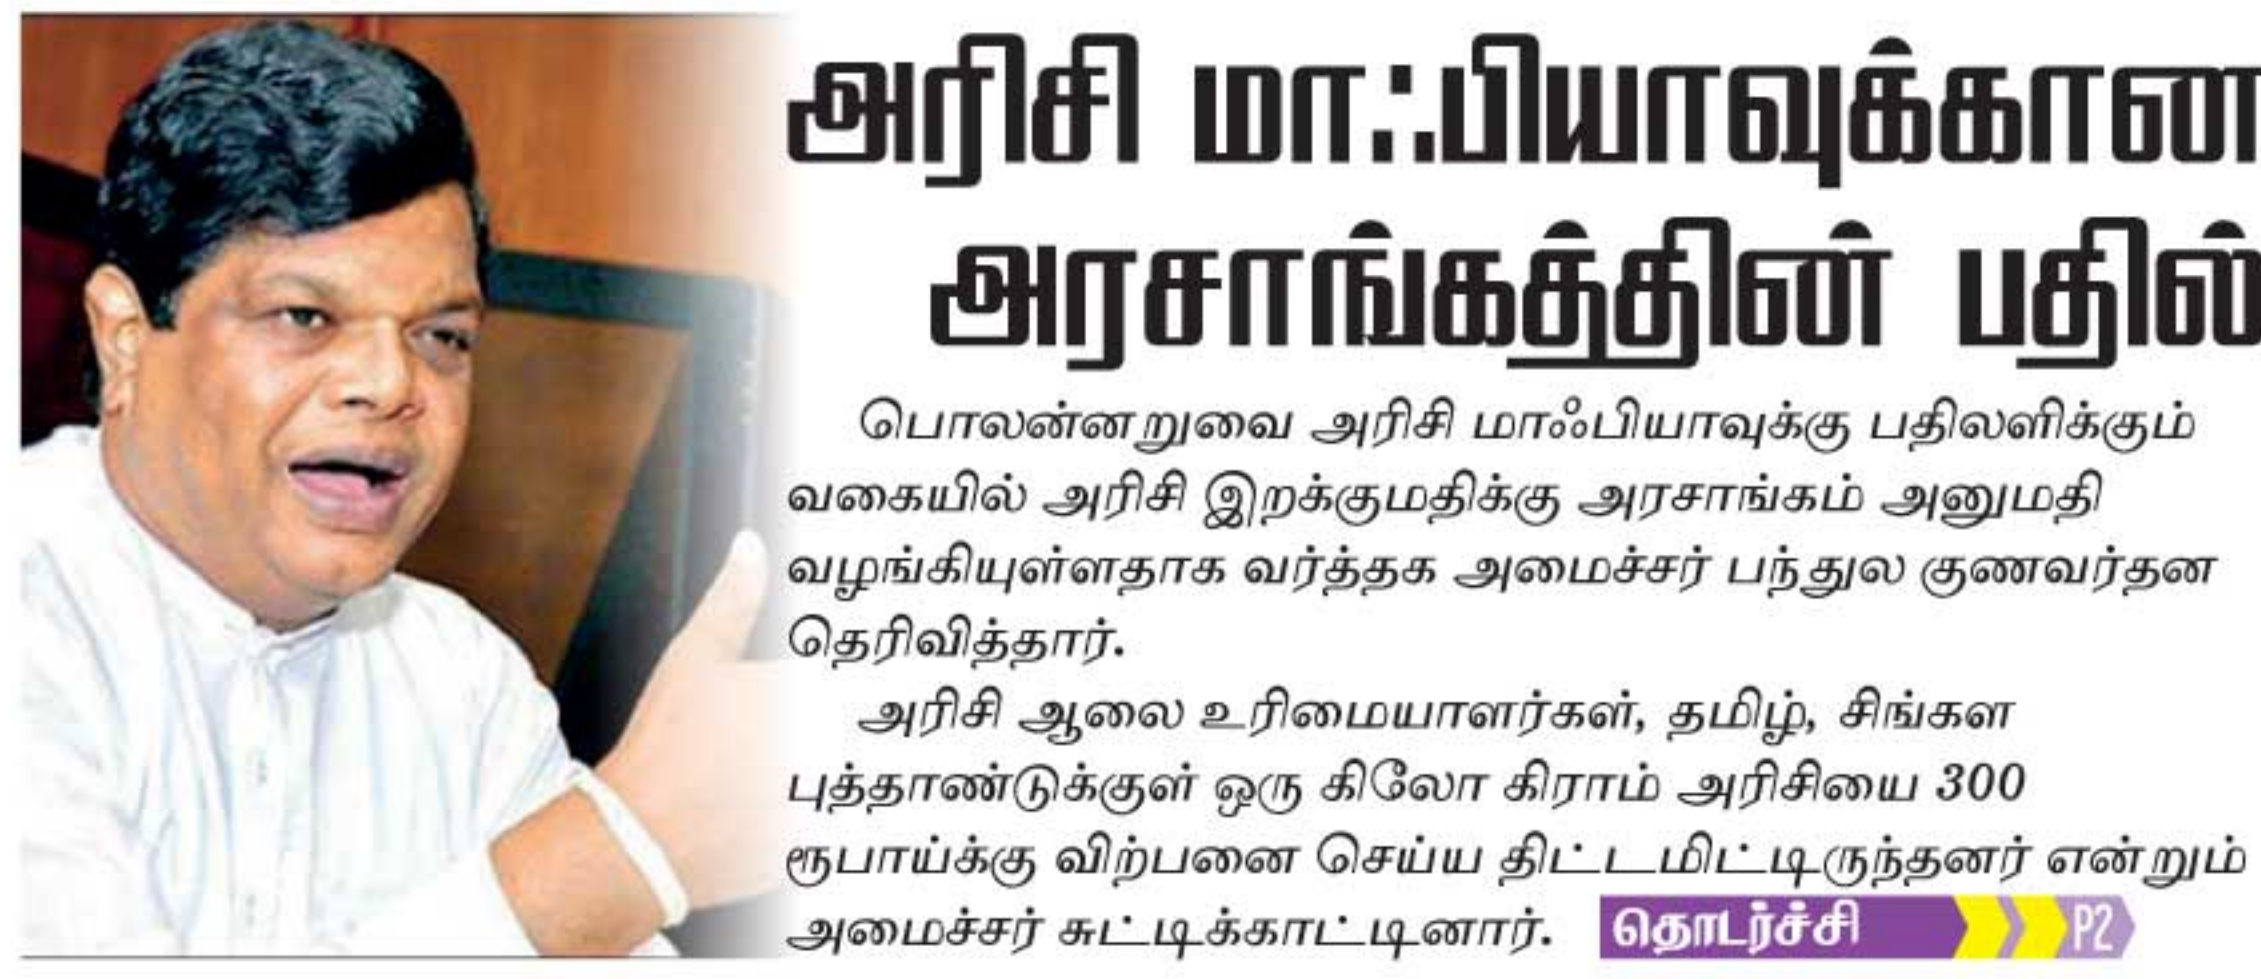 அரிசி மாஃபியாவுக்கான
அரசாங்கத்தின் பதில்
பொலன்னறுவை அரிசி மாஃபியாவுக்கு பதிலளிக்கும்
வகையில் அரிசி இறக்குமதிக்கு அரசாங்கம் அனுமதி
வழங்கியுள்ளதாக வர்த்தக அமைச்சர் பந்துல குணவர்தன
தெரிவித்தார்.
அரிசி ஆலை உரிமையாளர்கள், தமிழ், சிங்கள
புத்தாண்டுக்குள் ஒரு கிலோ கிராம் அரிசியை 300
ரூபாய்க்கு விற்பனை செய்ய திட்டமிட்டிருந்தனர் என்றும்
அமைச்சர் சுட்டிக்காட்டினார்.
தொடர்ச்சி P2